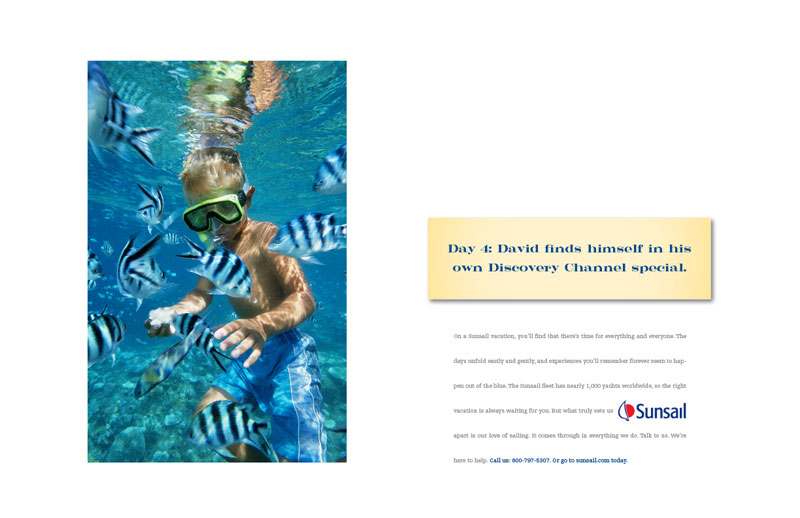 Day 4: David finds himself in his
own Discovery Channel special.
On a Sunsail vacation, you'll find that there's time for everything and everyone. The
days unfold easily and gently, and experiences you'll remember forever seem to hap-
pen out of the blue. The Sunsail fleet has nearly 1,000 yachts worldwide, so the right
vacation is always waiting for you. But what truly sets us
Sunsail
apart is our love of sailing. It comes through in everything we do. Talk to us. We're
here to help. Call us: 800-797-5307. Or go to sunsail.com today.